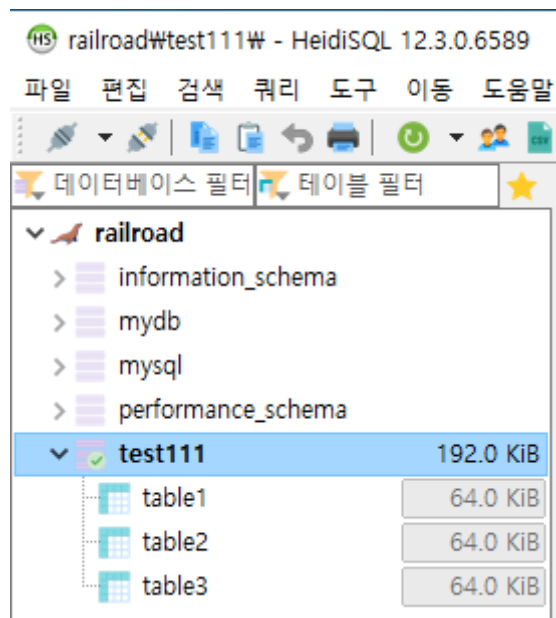 HS railroad₩test111₩ - HeidiSQL 12.3.0.6589
파일 편집 검색 쿼리 도구 이동 도움말
CSV
데이터베이스 필터 테이블 필터
railroad
information_schema
mydb
mysql
performance_schema
test111 192.0 KiB
table1 64.0 KiB
table2 64.0 KiB
table3 64.0 KiB